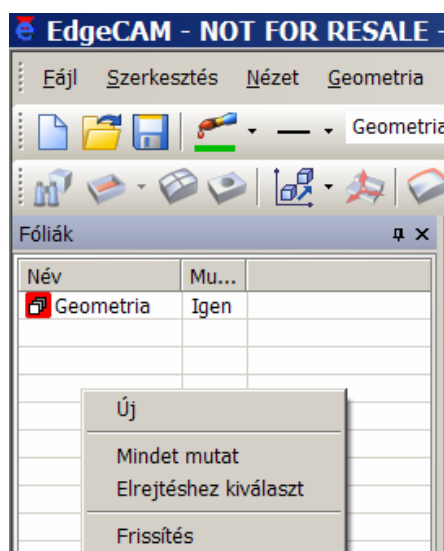 EdgeCAM - NOT FOR RESALE -
Fájl Szerkesztés Nézet Geometria
Geometria
Fóliák
Név Mu...
Geometria Igen
Új
Mindet mutat
Elrejtéshez kiválaszt
Frissítés